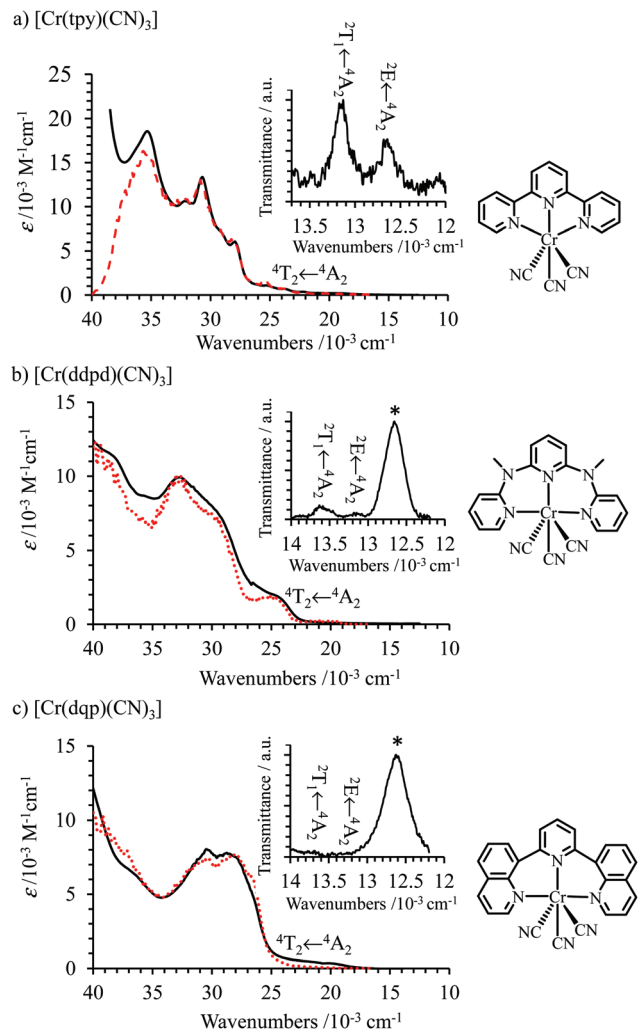 a) [Cr(tpy)(CN)₃]
25
20
15
10
5
0
ε /10⁻³ M⁻¹cm⁻¹
40 35 30 25 20 15 10
Wavenumbers /10⁻³ cm⁻¹
⁴T₂←⁴A₂
Transmittance / a.u.
²T₁←⁴A₂
²E←⁴A₂
13.5 13 12.5 12
Wavenumbers /10⁻³ cm⁻¹
N
N N
Cr
NC CN
CN
b) [Cr(ddpd)(CN)₃]
15
10
5
0
ε /10⁻³ M⁻¹cm⁻¹
40 35 30 25 20 15 10
Wavenumbers /10⁻³ cm⁻¹
⁴T₂←⁴A₂
Transmittance / a.u.
²T₁←⁴A₂
²E←⁴A₂
*
14 13.5 13 12.5 12
Wavenumbers /10⁻³ cm⁻¹
N N
N
N N
Cr
NC CN
CN
c) [Cr(dqp)(CN)₃]
15
10
5
0
ε /10⁻³ M⁻¹cm⁻¹
40 35 30 25 20 15 10
Wavenumbers /10⁻³ cm⁻¹
⁴T₂←⁴A₂
Transmittance / a.u.
²T₁←⁴A₂
²E←⁴A₂
*
14 13.5 13 12.5 12
Wavenumbers /10⁻³ cm⁻¹
N
N N
Cr
NC CN
CN